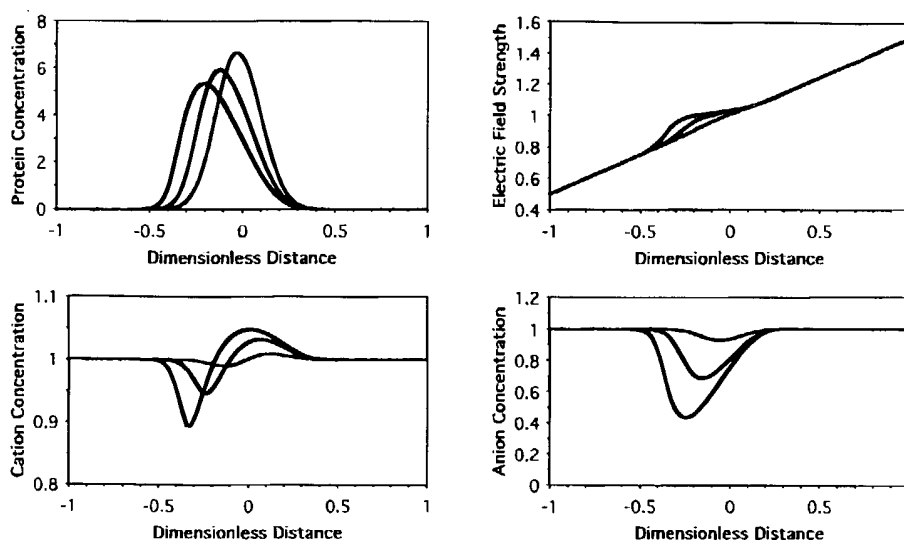 Protein Concentration
8
6
4
2
0
-1 -0.5 0 0.5 1
Dimensionless Distance
Electric Field Strength
1.6
1.4
1.2
1.0
0.8
0.6
0.4
-1 -0.5 0 0.5
Dimensionless Distance
Cation Concentration
1.1
1
0.9
0.8
-1 -0.5 0 0.5 1
Dimensionless Distance
Anion Concentration
1.2
1
0.8
0.6
0.4
0.2
0
-1 -0.5 0 0.5
Dimensionless Distance